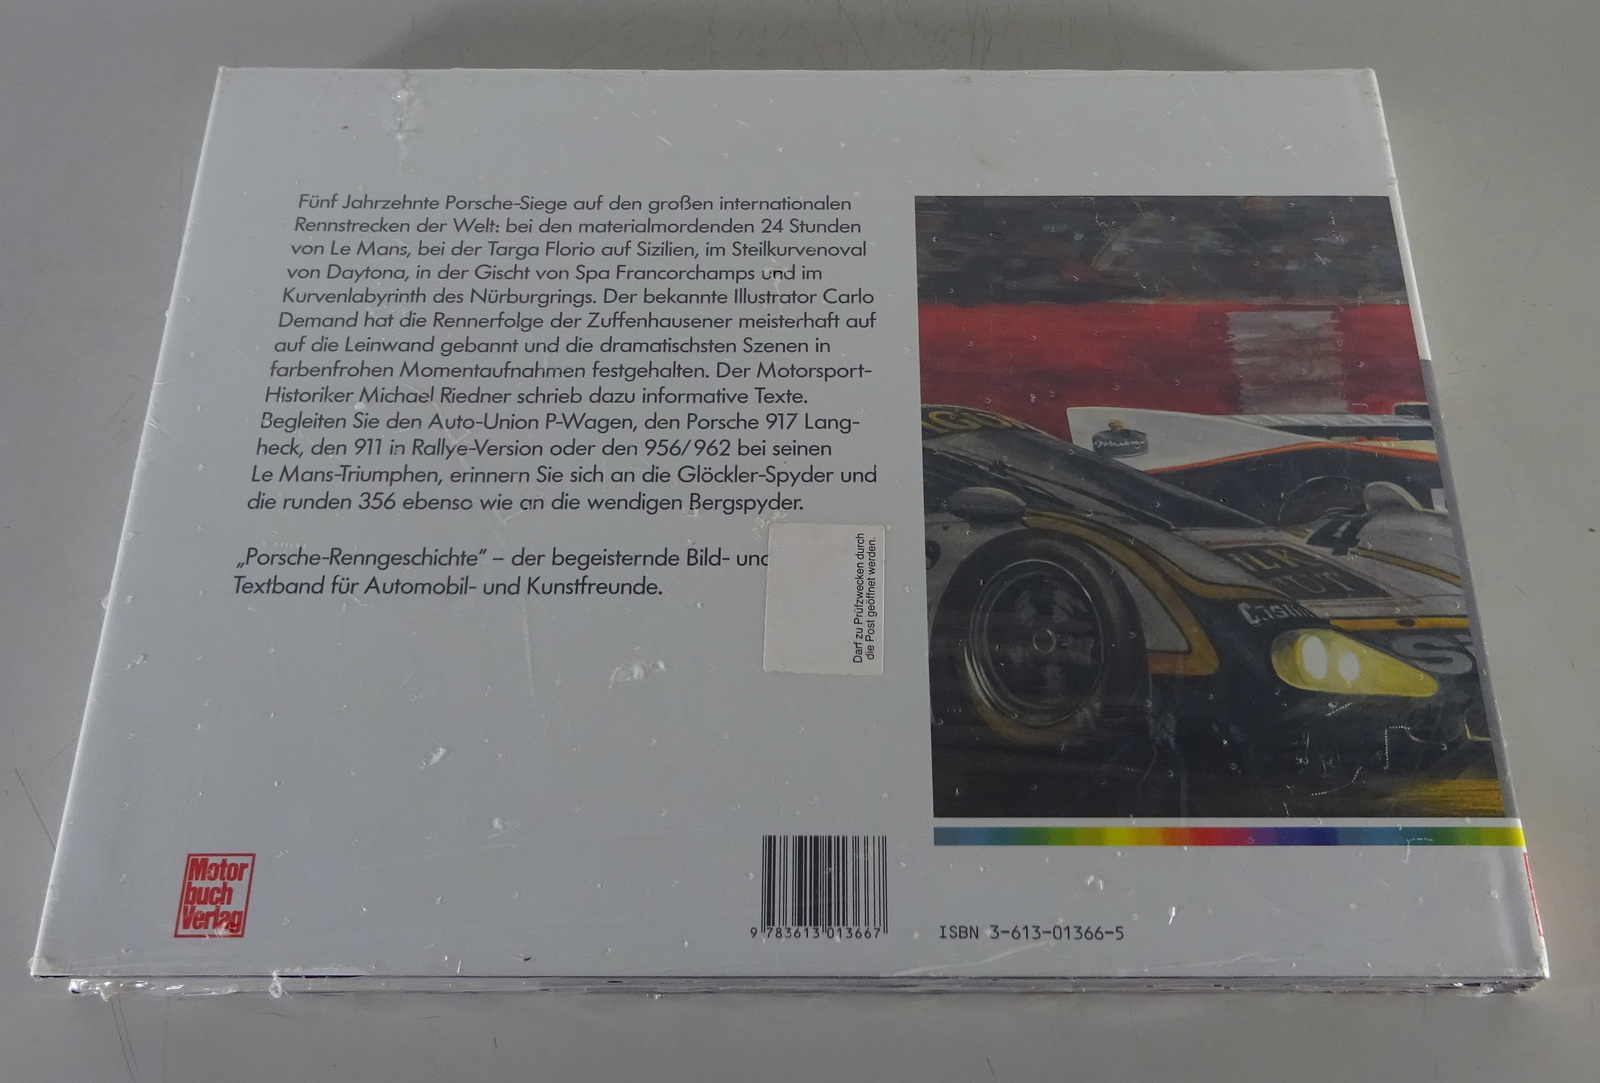 Fünf Jahrzehnte Porsche-Siege auf den großen internationalen
Rennstrecken der Welt: bei den materialmordenden 24 Stunden
von Le Mans, bei der Targa Florio auf Sizilien, im Steilkurvenoval
von Daytona, in der Gischt von Spa Francorchamps und im
Kurvenlabyrinth des Nürburgrings. Der bekannte Illustrator Carlo
Demand hat die Rennerfolge der Zuffenhausener meisterhaft auf
auf die Leinwand gebannt und die dramatischsten Szenen in
farbenfrohen Momentaufnahmen festgehalten. Der Motorsport-
Historiker Michael Riedner schrieb dazu informative Texte.
Begleiten Sie den Auto-Union P-Wagen, den Porsche 917 Lang-
heck, den 911 in Rallye-Version oder den 956/962 bei seinen
Le Mans-Triumphen, erinnern Sie sich an die Glöckler-Spyder und
die runden 356 ebenso wie an die wendigen Bergspyder.
„Porsche-Renngeschichte“ – der begeisternde Bild- und
Textband für Automobil- und Kunstfreunde.
Darf zu Prüfzwecken durch
die Post geöffnet werden.
4
Motor
buch
Verlag
9 783613 013667
ISBN 3-613-01366-5